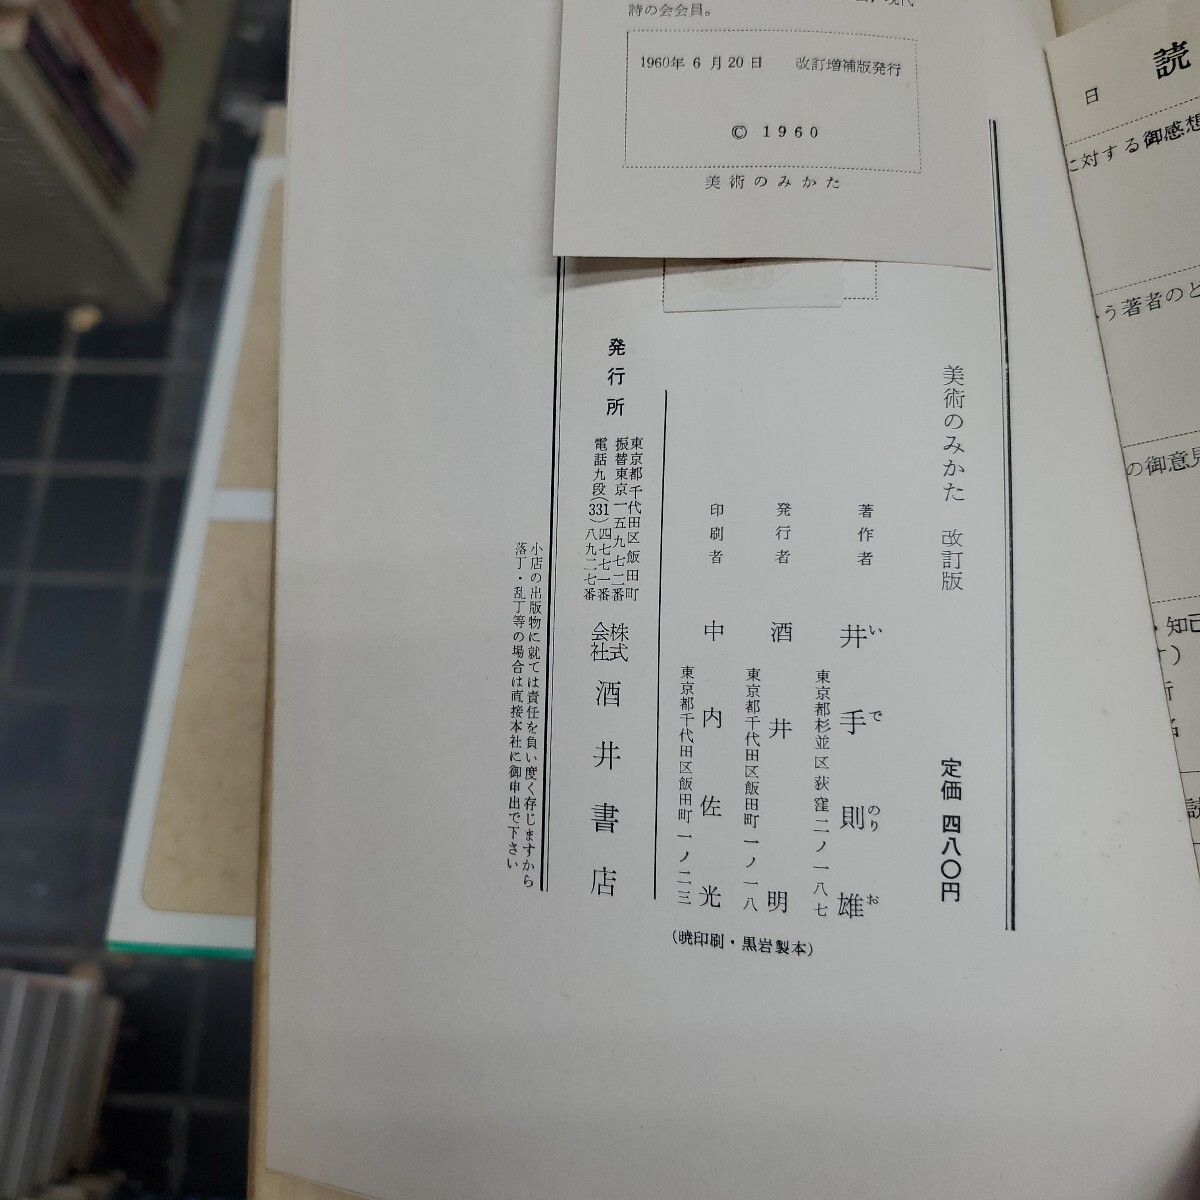 詩の会会員。
1960年6月20日　改訂増補版発行
© 1960
美術のみかた
美術のみかた　改訂版
定価 四八〇円
著作者　井手則雄
いでのりお
東京都杉並区荻窪二ノ一八七
発行者　酒井明
東京都千代田区飯田町一ノ一八
印刷者　中内佐光
東京都千代田区飯田町一ノ二三
(暁印刷・黒岩製本)
発行所
東京都千代田区飯田町
振替東京一五九七二番
電話九段(331)四七七一番
八九二七番
株式会社 酒井書店
小店の出版物に就ては責任を負い度く存じますから
落丁・乱丁等の場合は直接本社に御申出で下さい
読
日
に対する御感想
う著者のと
の御意見
・知己